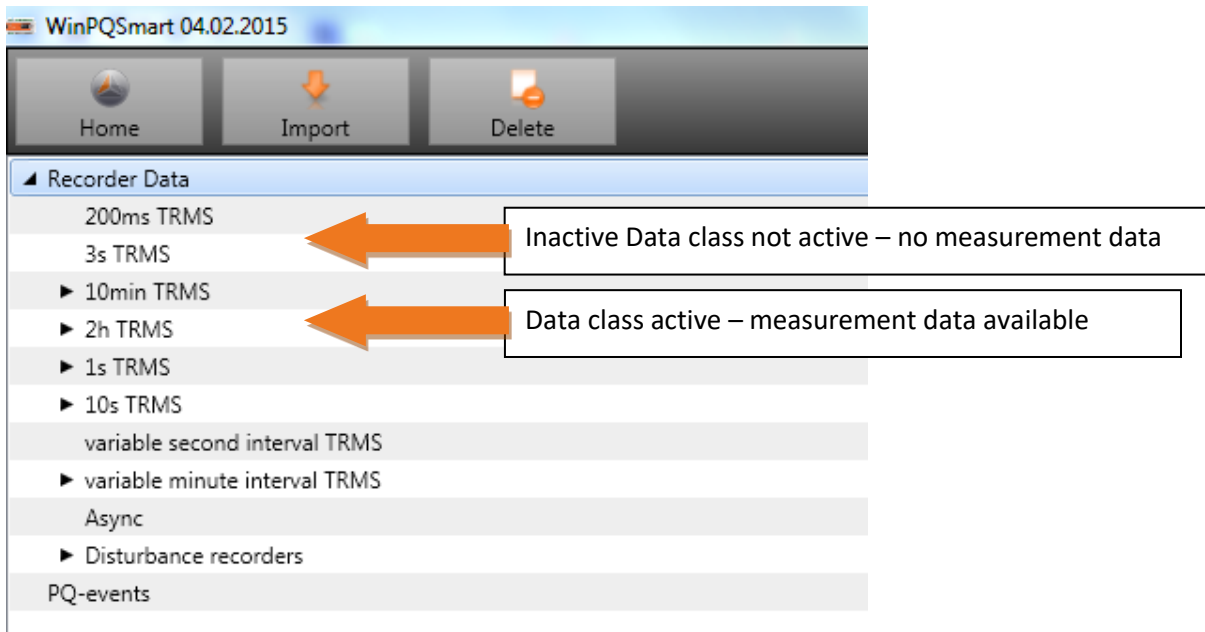 WinPQSmart 04.02.2015
Home Import Delete
Recorder Data
200ms TRMS
Inactive Data class not active – no measurement data
3s TRMS
10min TRMS
Data class active – measurement data available
2h TRMS
1s TRMS
10s TRMS
variable second interval TRMS
variable minute interval TRMS
Async
Disturbance recorders
PQ-events